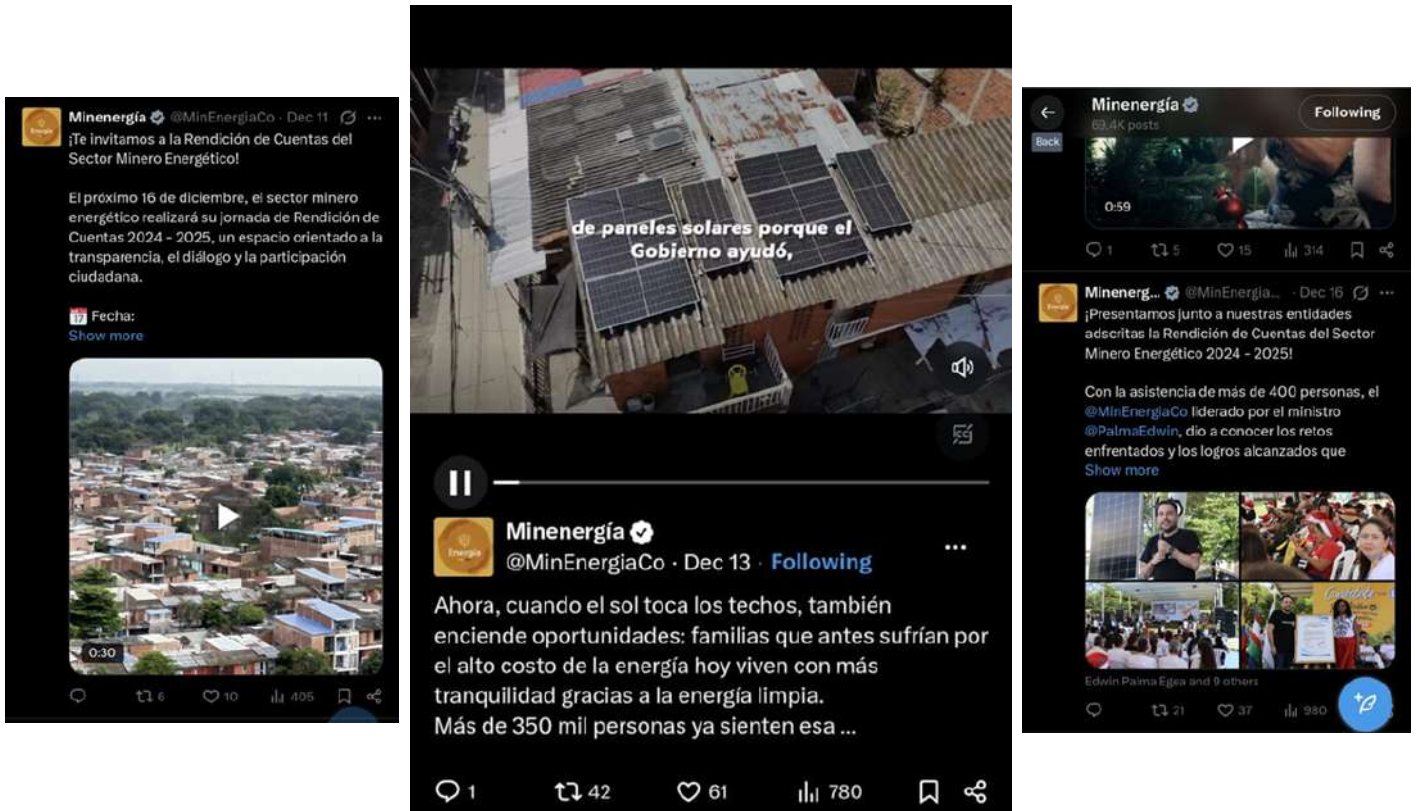 Minenergía @MinEnergiaCo · Dec 11
¡Te invitamos a la Rendición de Cuentas del
Sector Minero Energético!
El próximo 16 de diciembre, el sector minero
energético realizará su jornada de Rendición de
Cuentas 2024 - 2025, un espacio orientado a la
transparencia, el diálogo y la participación
ciudadana.
17 Fecha:
Show more
0:30
6 10 405
de paneles solares porque el
Gobierno ayudó,
Energía
Minenergía
@MinEnergiaCo · Dec 13 · Following
Ahora, cuando el sol toca los techos, también
enciende oportunidades: familias que antes sufrían por
el alto costo de la energía hoy viven con más
tranquilidad gracias a la energía limpia.
Más de 350 mil personas ya sienten esa ...
1 42 61 780
Minenergía
69.4K posts
Following
Back
0:59
1 5 15 314
Minenerg... @MinEnergia... · Dec 16
¡Presentamos junto a nuestras entidades
adscritas la Rendición de Cuentas del Sector
Minero Energético 2024 - 2025!
Con la asistencia de más de 400 personas, el
@MinEnergiaCo liderado por el ministro
@PalmaEdwin, dio a conocer los retos
enfrentados y los logros alcanzados que
Show more
Edwin Palma Egea and 9 others
21 37 980